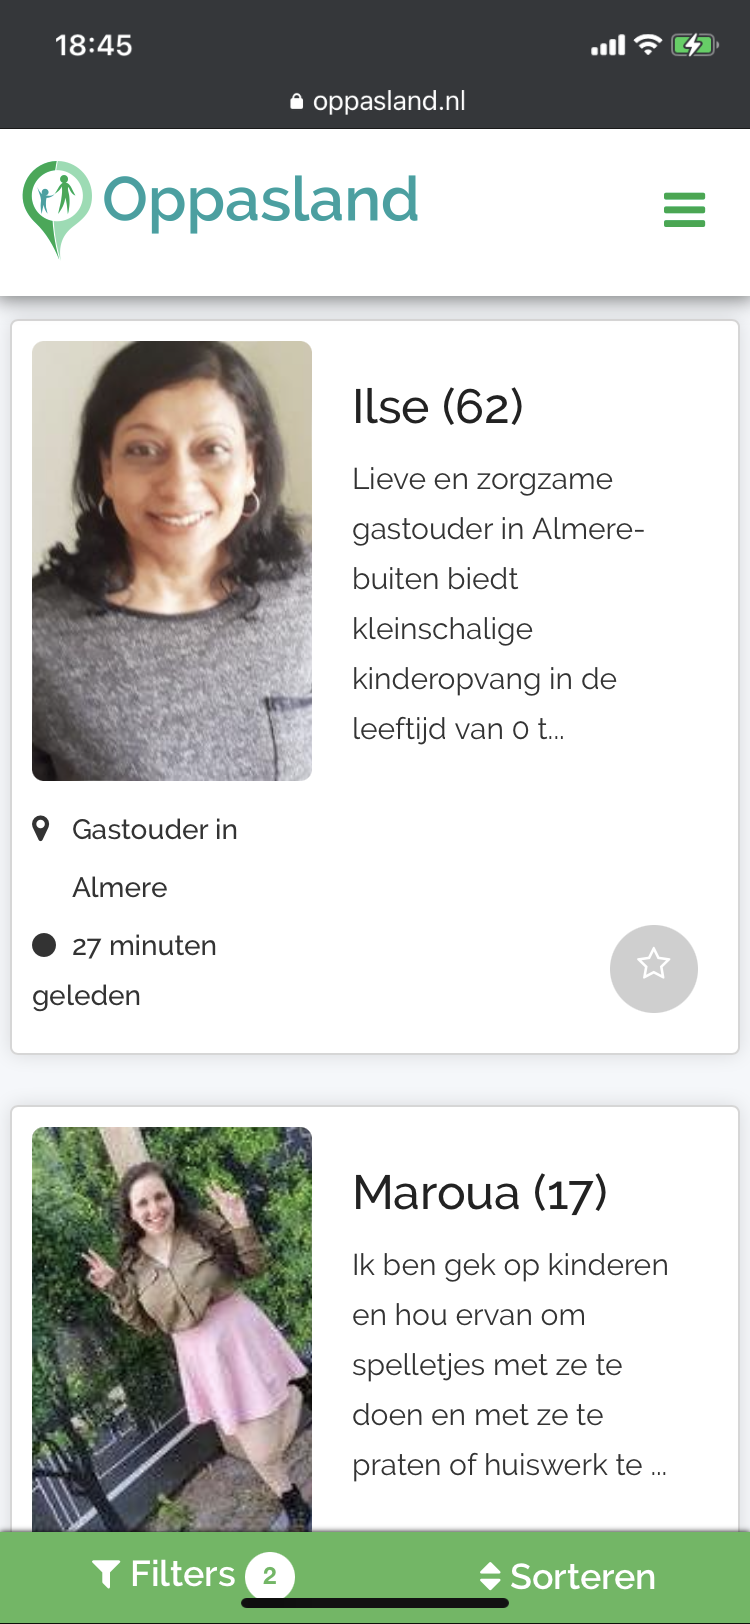 18:45
oppasland.nl
Oppasland
Ilse (62)
Lieve en zorgzame
gastouder in Almere-
buiten biedt
kleinschalige
kinderopvang in de
leeftijd van 0 t...
Gastouder in
Almere
27 minuten
geleden
Maroua (17)
Ik ben gek op kinderen
en hou ervan om
spelletjes met ze te
doen en met ze te
praten of huiswerk te ...
Filters 2
Sorteren